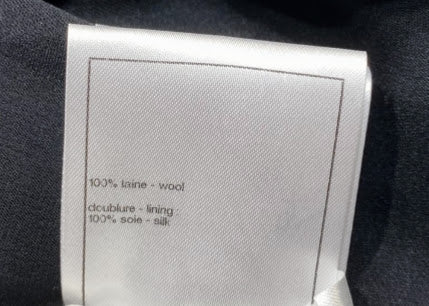 100% laine - wool
doublure - lining
100% soie - silk